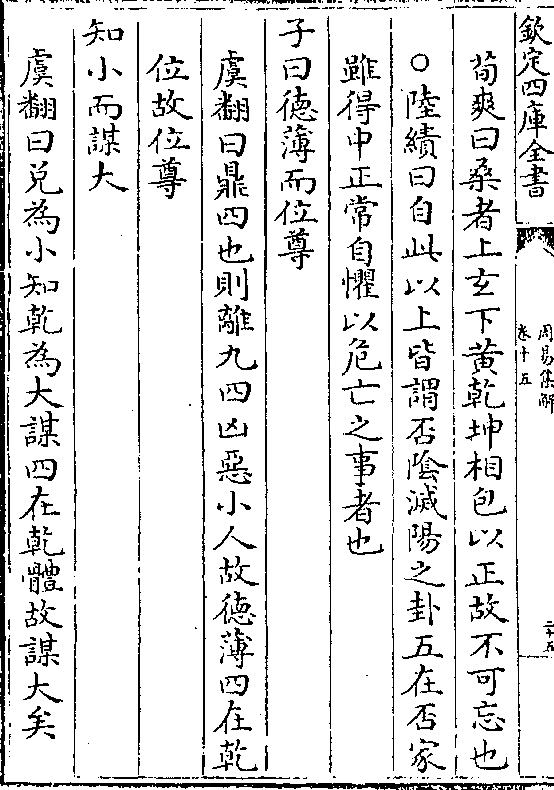 欽定四庫全書
周易集解
卷十五
二十五
荀爽曰桑者上玄下黃乾坤相包以正故不可忘也
○陸績曰自此以上皆謂否隂滅陽之卦五在否家
雖得中正常自懼以危亡之事者也
子曰德薄而位尊
虞翻曰鼎四也則離九四凶惡小人故德薄四在乾
位故位尊
知小而謀大
虞翻曰兌為小知乾為大謀四在乾體故謀大矣